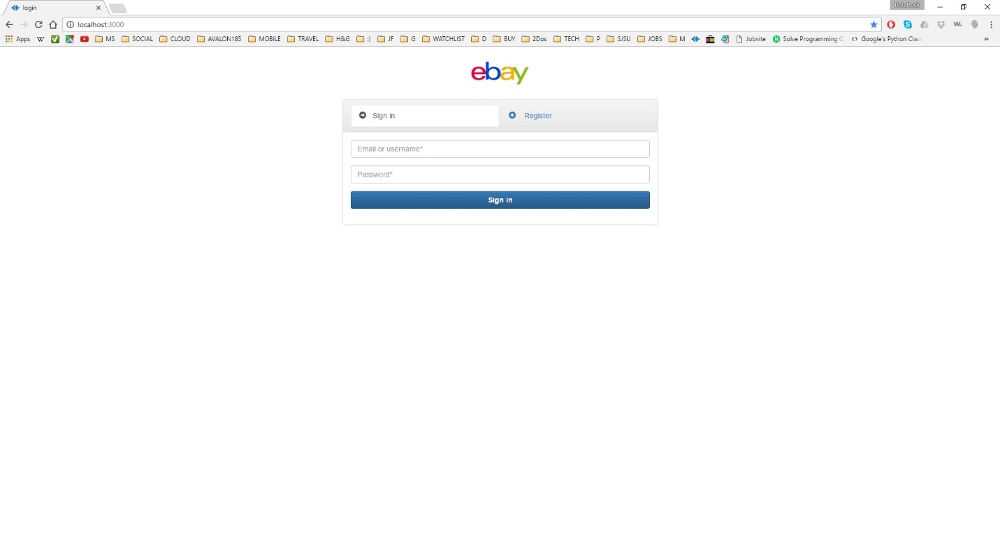 login
notofrock
localhost:3000
Apps W MS SOCIAL CLOUD AVALON185 MOBILE TRAVEL H&G :) JF G WATCHLIST D BUY 2Dos TECH P SJSU JOBS M Jobvite Solve Programming Google's Python Clas »
ebay
Sign in Register
Email or username*
Password*
Sign in